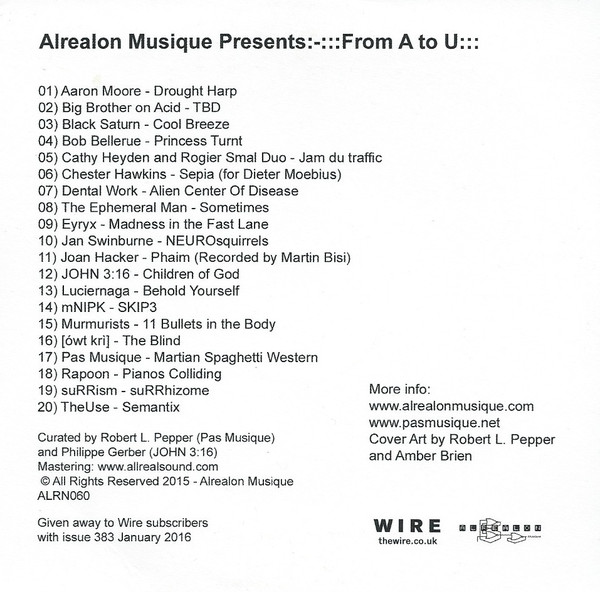 Alrealon Musique Presents:-:::From A to U:::
01) Aaron Moore - Drought Harp
02) Big Brother on Acid - TBD
03) Black Saturn - Cool Breeze
04) Bob Bellerue - Princess Turnt
05) Cathy Heyden and Rogier Smal Duo - Jam du traffic
06) Chester Hawkins - Sepia (for Dieter Moebius)
07) Dental Work - Alien Center Of Disease
08) The Ephemeral Man - Sometimes
09) Eyryx - Madness in the Fast Lane
10) Jan Swinburne - NEUROsquirrels
11) Joan Hacker - Phaim (Recorded by Martin Bisi)
12) JOHN 3:16 - Children of God
13) Luciernaga - Behold Yourself
14) mNIPK - SKIP3
15) Murmurists - 11 Bullets in the Body
16) [ówt krì] - The Blind
17) Pas Musique - Martian Spaghetti Western
18) Rapoon - Pianos Colliding
19) suRRism - suRRhizome
20) TheUse - Semantix
Curated by Robert L. Pepper (Pas Musique)
and Philippe Gerber (JOHN 3:16)
Mastering: www.allrealsound.com
© All Rights Reserved 2015 - Alrealon Musique
ALRN060
Given away to Wire subscribers
with issue 383 January 2016
More info:
www.alrealonmusique.com
www.pasmusique.net
Cover Art by Robert L. Pepper
and Amber Brien
WIRE
thewire.co.uk
ALREALON